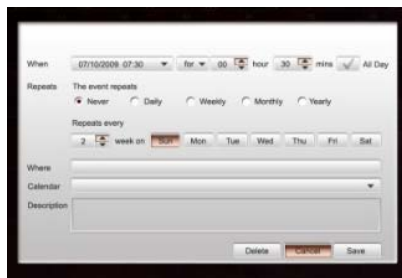 When 07/10/2009 07:30 for 00 hour 30 mins All Day
Repeats The event repeats
Never Daily Weekly Monthly Yearly
Repeats every
2 week on Sun Mon Tue Wed Thu Fri Sat
Where
Calendar
Description
Delete Cancel Save